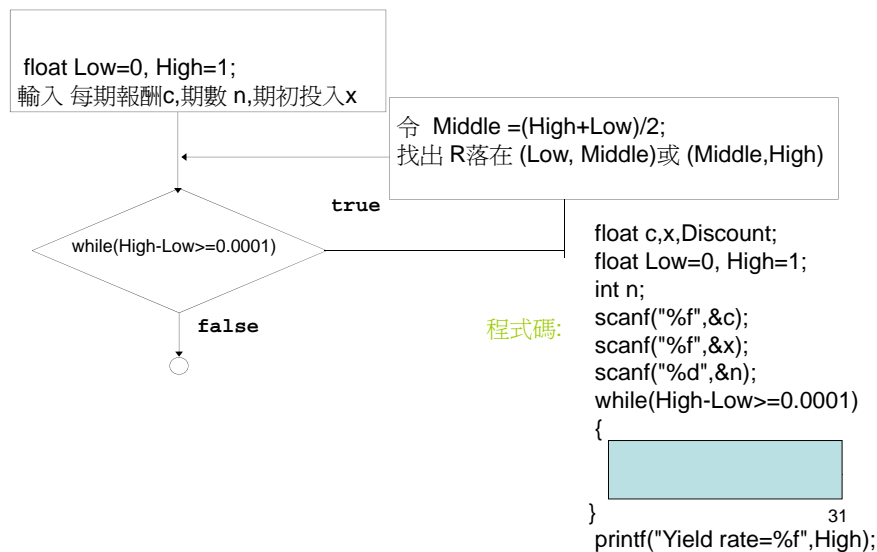 float Low=0, High=1;
輸入 每期報酬c,期數 n,期初投入x
令 Middle =(High+Low)/2;
找出 R落在 (Low, Middle)或 (Middle,High)
true
while(High-Low>=0.0001)
false
程式碼:
float c,x,Discount;
float Low=0, High=1;
int n;
scanf("%f",&c);
scanf("%f",&x);
scanf("%d",&n);
while(High-Low>=0.0001)
{
}
31
printf("Yield rate=%f",High);